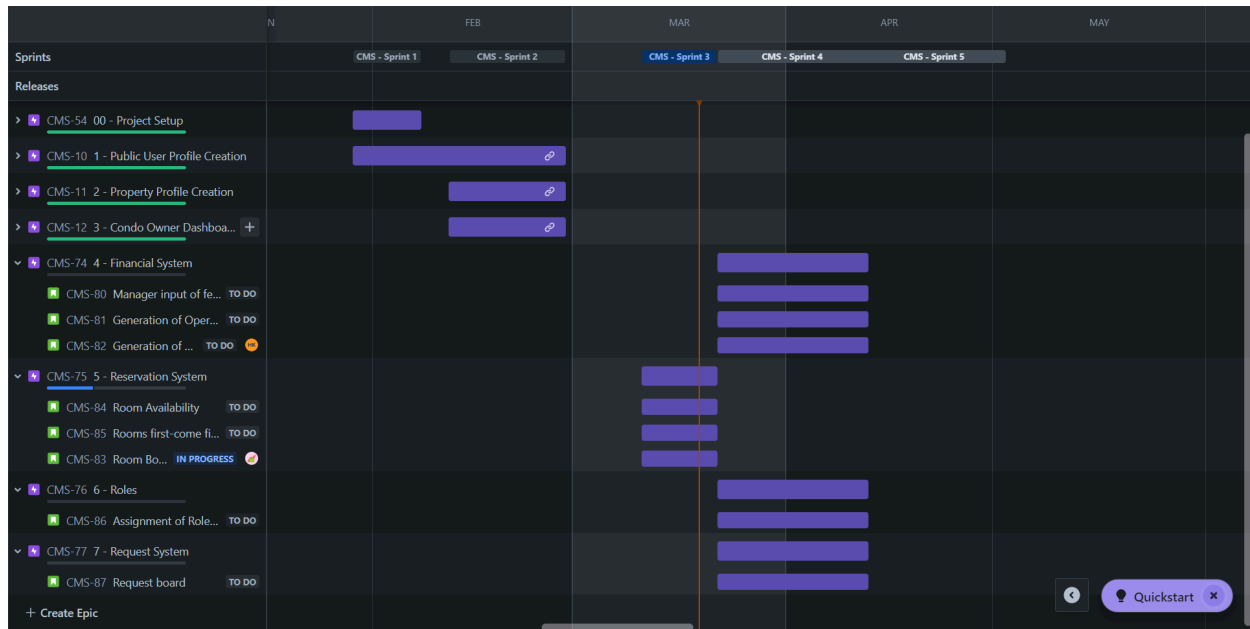 N FEB MAR APR MAY
Sprints CMS - Sprint 1 CMS - Sprint 2 CMS - Sprint 3 CMS - Sprint 4 CMS - Sprint 5
Releases
CMS-54 00 - Project Setup
CMS-10 1 - Public User Profile Creation
CMS-11 2 - Property Profile Creation
CMS-12 3 - Condo Owner Dashboa...
CMS-74 4 - Financial System
CMS-80 Manager input of fe... TO DO
CMS-81 Generation of Oper... TO DO
CMS-82 Generation of ... TO DO HK
CMS-75 5 - Reservation System
CMS-84 Room Availability TO DO
CMS-85 Rooms first-come fi... TO DO
CMS-83 Room Bo... IN PROGRESS
CMS-76 6 - Roles
CMS-86 Assignment of Role... TO DO
CMS-77 7 - Request System
CMS-87 Request board TO DO
Quickstart
+ Create Epic